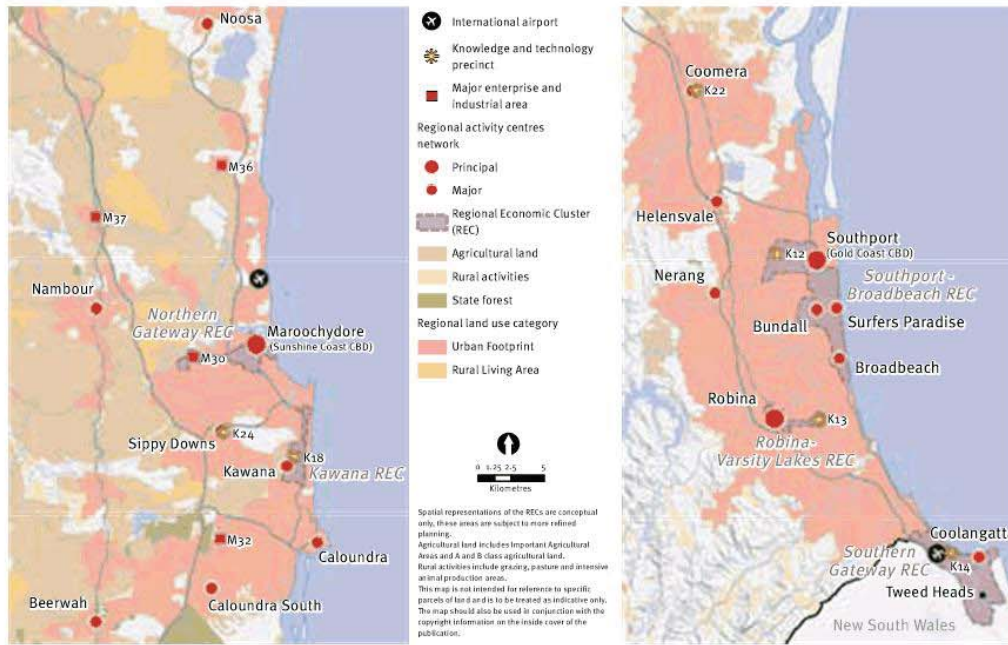 Noosa
M36
M37
Nambour
Northern
Gateway REC
Maroochydore
(Sunshine Coast CBD)
M30
Sippy Downs
K24
K18
Kawana
Kawana REC
M32
Caloundra
Caloundra South
Beerwah
International airport
Knowledge and technology
precinct
Major enterprise and
industrial area
Regional activity centres
network
Principal
Major
Regional Economic Cluster
(REC)
Agricultural land
Rural activities
State forest
Regional land use category
Urban Footprint
Rural Living Area
0 1.25 2.5 5
Kilometres
Spatial representations of the RECs are conceptual
only, these areas are subject to more refined
planning.
Agricultural land includes Important Agricultural
Areas and A and B class agricultural land.
Rural activities include grazing, pasture and intensive
animal production areas.
This map is not intended for reference to specific
parcels of land and is to be treated as indicative only.
The map should also be used in conjunction with the
copyright information on the inside cover of the
publication.
Coomera
K22
Helensvale
Southport
(Gold Coast CBD)
K12
Nerang
Southport -
Broadbeach REC
Bundall
Surfers Paradise
Broadbeach
Robina
K13
Robina-
Varsity Lakes REC
Coolangatt
Southern
Gateway REC
K14
Tweed Heads
New South Wales